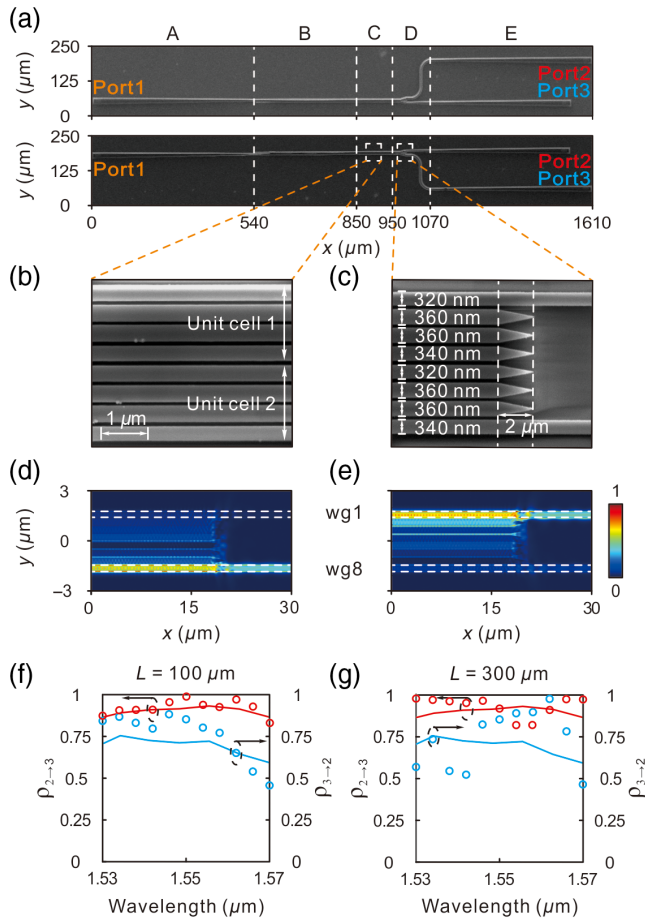 (a)
A B C D E
250
125
0
y (µm)
Port1
Port2
Port3
250
125
0
y (µm)
Port1
Port2
Port3
0 540 850 950 1070 1610
x (µm)
(b)
Unit cell 1
Unit cell 2
1 µm
(c)
320 nm
360 nm
360 nm
340 nm
320 nm
360 nm
360 nm
340 nm
2 µm
(d)
3
0
−3
y (µm)
0 15 30
x (µm)
(e)
wg1
wg8
0 15 30
x (µm)
1
0
(f) L = 100 µm
1
0.75
0.5
0.25
0
ρ2→3
1
0.75
0.5
0.25
0
ρ3→2
1.53 1.55 1.57
Wavelength (µm)
(g) L = 300 µm
1
0.75
0.5
0.25
0
ρ2→3
1
0.75
0.5
0.25
0
ρ3→2
1.53 1.55 1.57
Wavelength (µm)